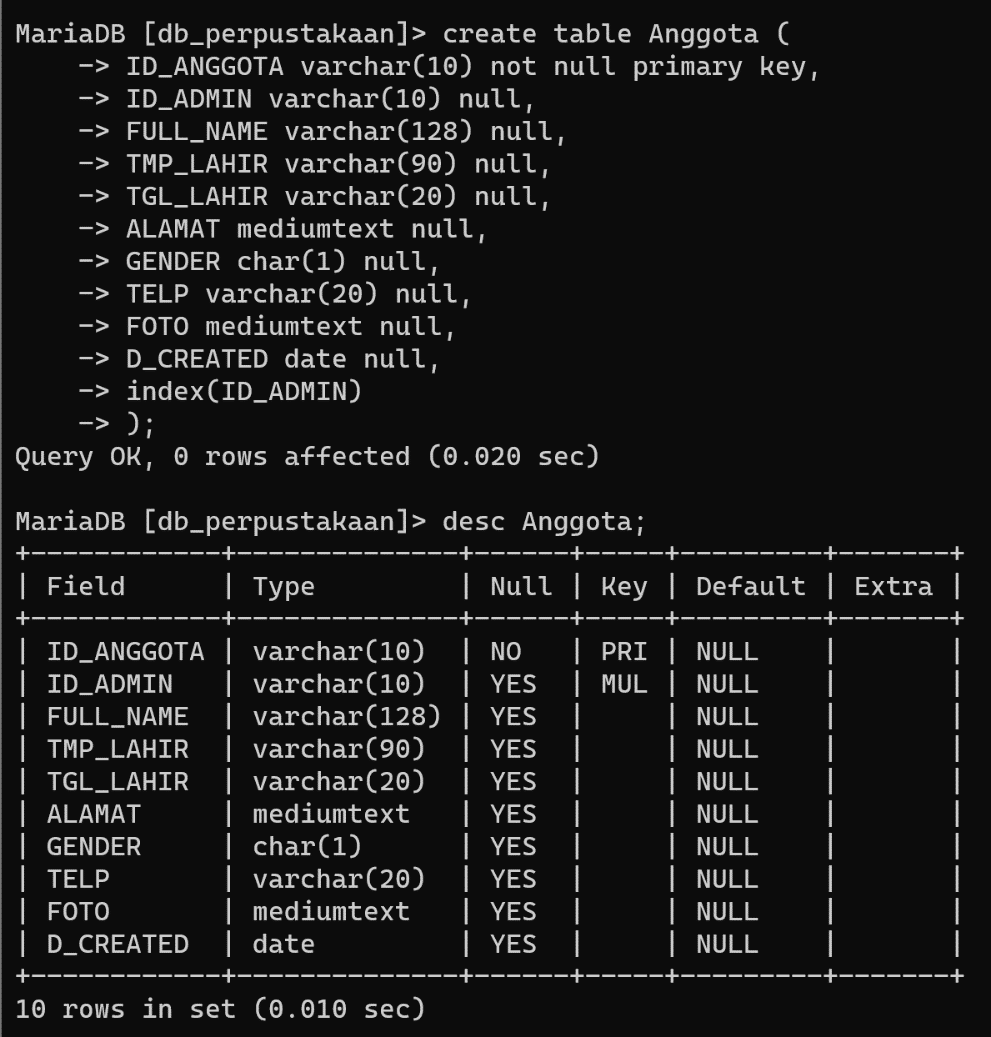 MariaDB [db_perpustakaan]> create table Anggota (
    -> ID_ANGGOTA varchar(10) not null primary key,
    -> ID_ADMIN varchar(10) null,
    -> FULL_NAME varchar(128) null,
    -> TMP_LAHIR varchar(90) null,
    -> TGL_LAHIR varchar(20) null,
    -> ALAMAT mediumtext null,
    -> GENDER char(1) null,
    -> TELP varchar(20) null,
    -> FOTO mediumtext null,
    -> D_CREATED date null,
    -> index(ID_ADMIN)
    -> );
Query OK, 0 rows affected (0.020 sec)

MariaDB [db_perpustakaan]> desc Anggota;
+------------+--------------+------+-----+---------+-------+
| Field      | Type         | Null | Key | Default | Extra |
+------------+--------------+------+-----+---------+-------+
| ID_ANGGOTA | varchar(10)  | NO   | PRI | NULL    |       |
| ID_ADMIN   | varchar(10)  | YES  | MUL | NULL    |       |
| FULL_NAME  | varchar(128) | YES  |     | NULL    |       |
| TMP_LAHIR  | varchar(90)  | YES  |     | NULL    |       |
| TGL_LAHIR  | varchar(20)  | YES  |     | NULL    |       |
| ALAMAT     | mediumtext   | YES  |     | NULL    |       |
| GENDER     | char(1)      | YES  |     | NULL    |       |
| TELP       | varchar(20)  | YES  |     | NULL    |       |
| FOTO       | mediumtext   | YES  |     | NULL    |       |
| D_CREATED  | date         | YES  |     | NULL    |       |
+------------+--------------+------+-----+---------+-------+
10 rows in set (0.010 sec)